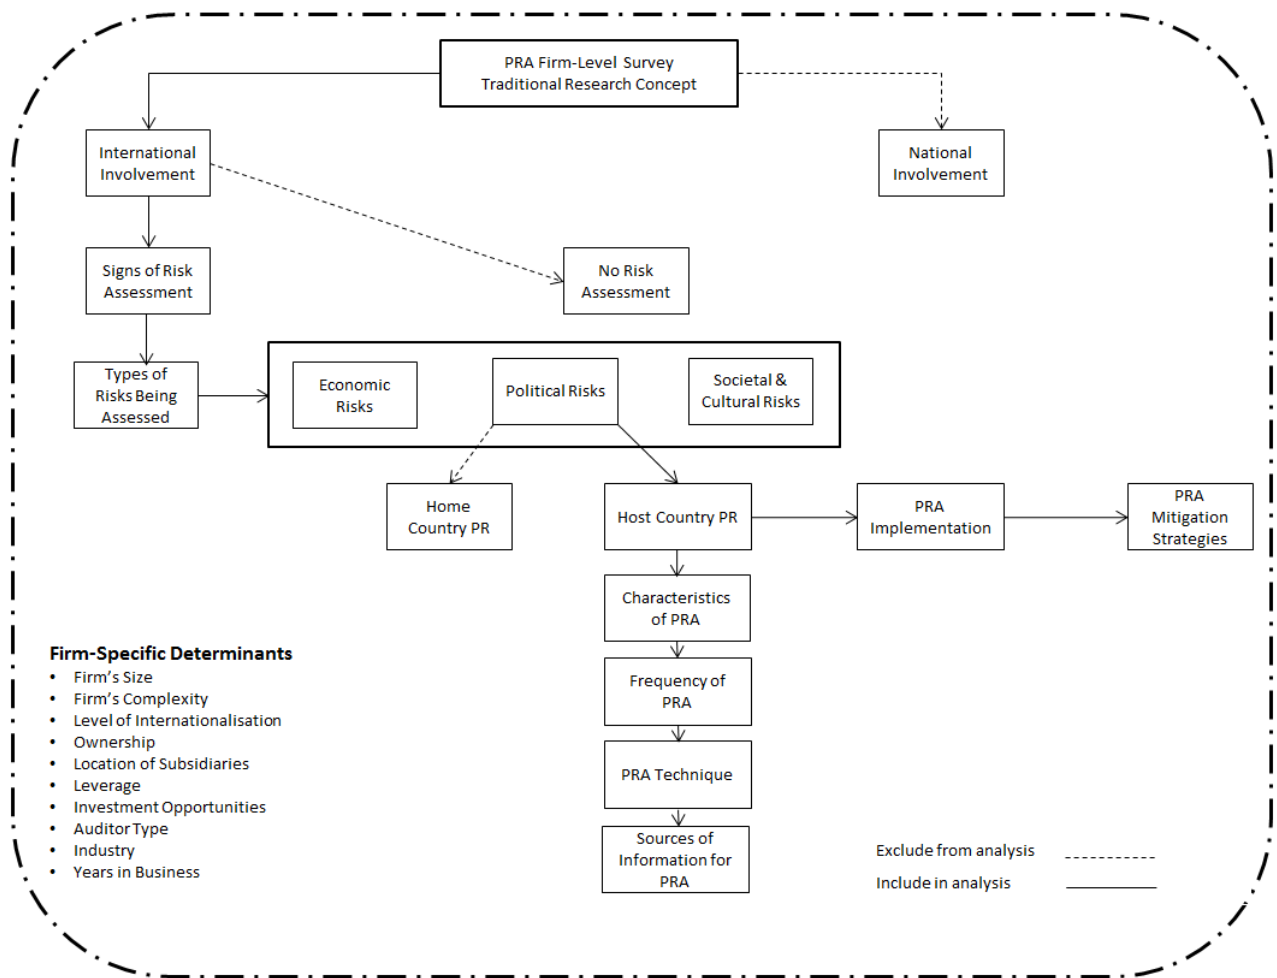 PRA Firm-Level Survey
Traditional Research Concept
International
Involvement
National
Involvement
Signs of Risk
Assessment
No Risk
Assessment
Types of
Risks Being
Assessed
Economic
Risks
Political Risks
Societal &
Cultural Risks
Home
Country PR
Host Country PR
PRA
Implementation
PRA
Mitigation
Strategies
Characteristics
of PRA
Frequency of
PRA
PRA Technique
Sources of
Information for
PRA
Firm-Specific Determinants
• Firm's Size
• Firm's Complexity
• Level of Internationalisation
• Ownership
• Location of Subsidiaries
• Leverage
• Investment Opportunities
• Auditor Type
• Industry
• Years in Business
Exclude from analysis
Include in analysis